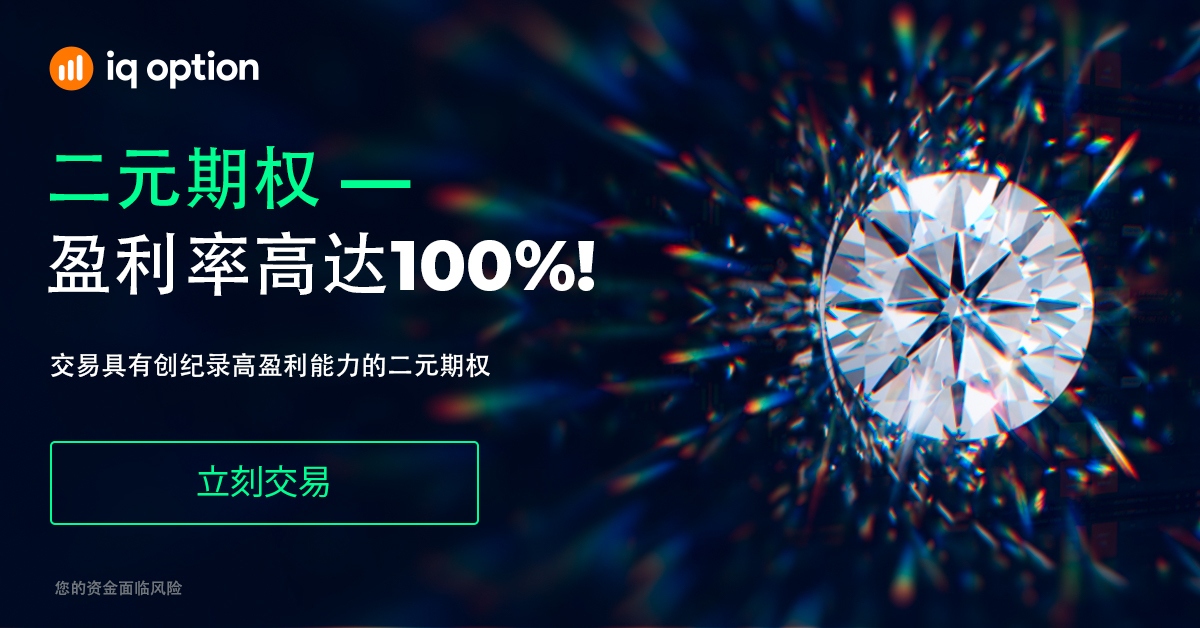 iq option
二元期权 —
盈利率高达100%!
交易具有创纪录高盈利能力的二元期权
立刻交易
您的资金面临风险